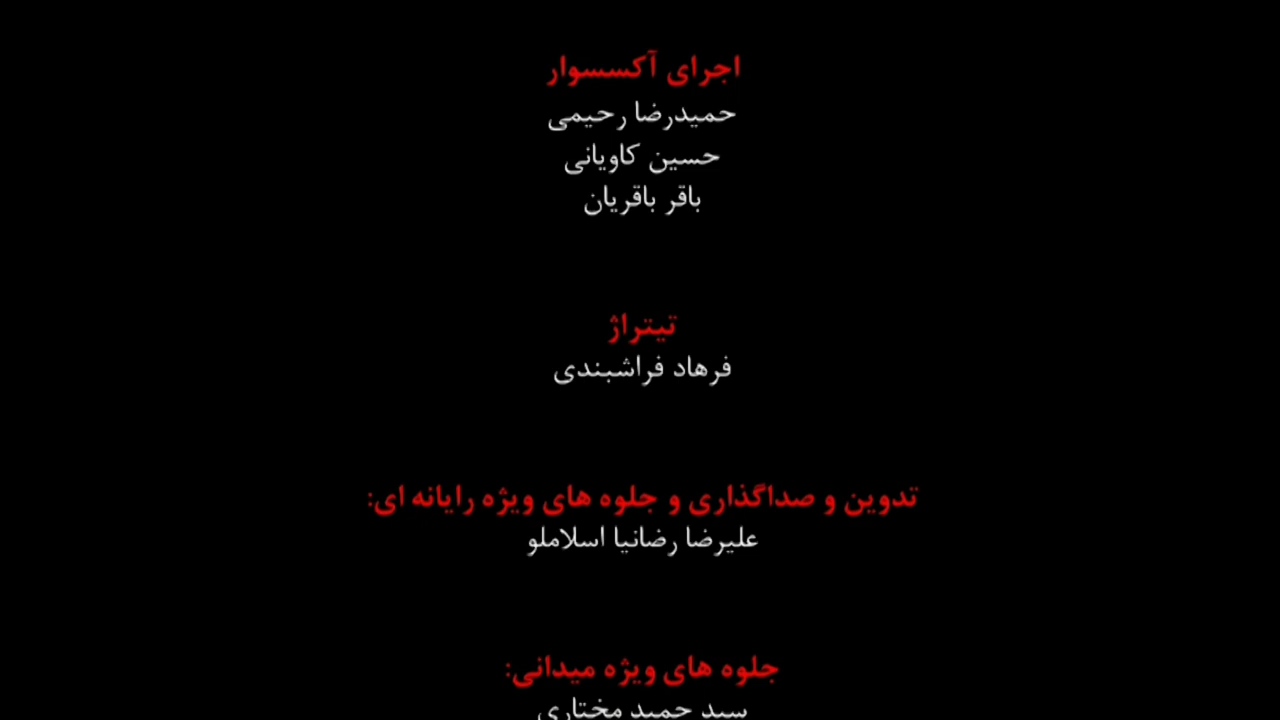 اجرای آکسسوار
حمیدرضا رحیمی
حسین کاویانی
باقر باقریان
تیتراژ
فرهاد فراشبندی
تدوین و صداگذاری و جلوه های ویژه رایانه ای:
علیرضا رضانیا اسلاملو
جلوه های ویژه میدانی:
سید حمید مختاری